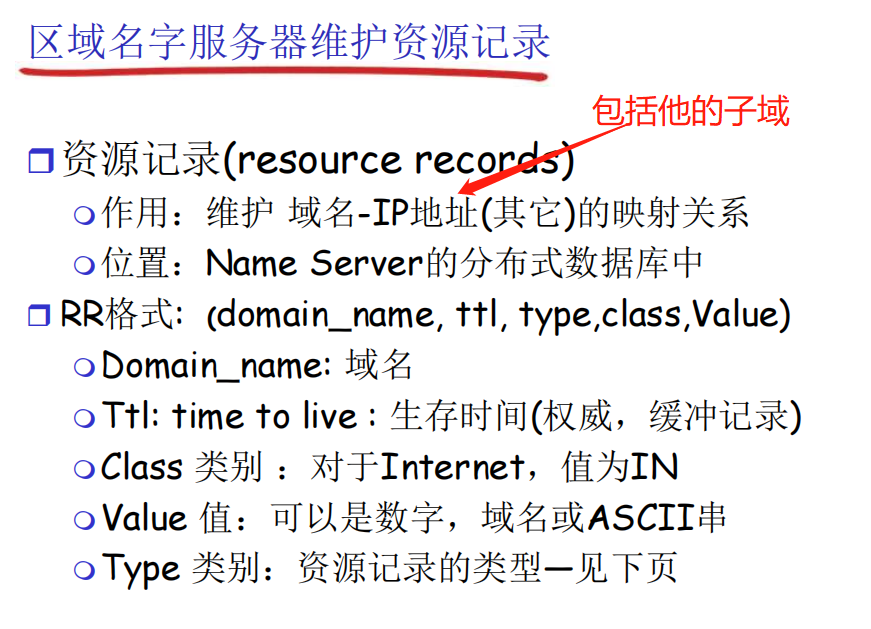 区域名字服务器维护资源记录
包括他的子域
资源记录(resource records)
作用：维护 域名-IP地址(其它)的映射关系
位置：Name Server的分布式数据库中
RR格式: (domain_name, ttl, type,class,Value)
Domain_name: 域名
Ttl: time to live : 生存时间(权威，缓冲记录)
Class 类别 ：对于Internet，值为IN
Value 值：可以是数字，域名或ASCII串
Type 类别：资源记录的类型—见下页